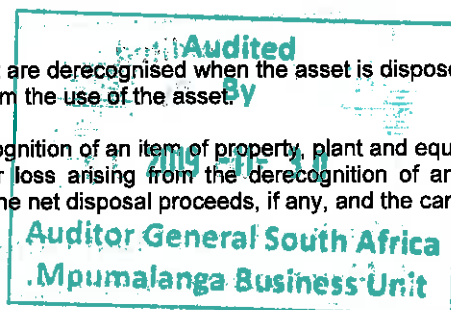 Audited
t are derecognised when the asset is dispose
By
m the use of the asset.
ognition of an item of property, plant and equ
2019 -11- 30
r loss arising from the derecognition of an
he net disposal proceeds, if any, and the car
Auditor General South Africa
Mpumalanga Business Unit